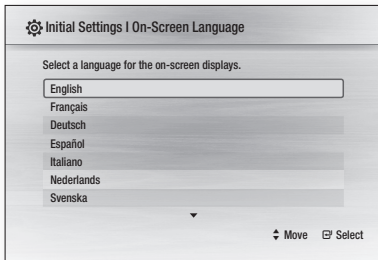 Initial Settings I On-Screen Language
Select a language for the on-screen displays.
English
Français
Deutsch
Español
Italiano
Nederlands
Svenska
Move Select